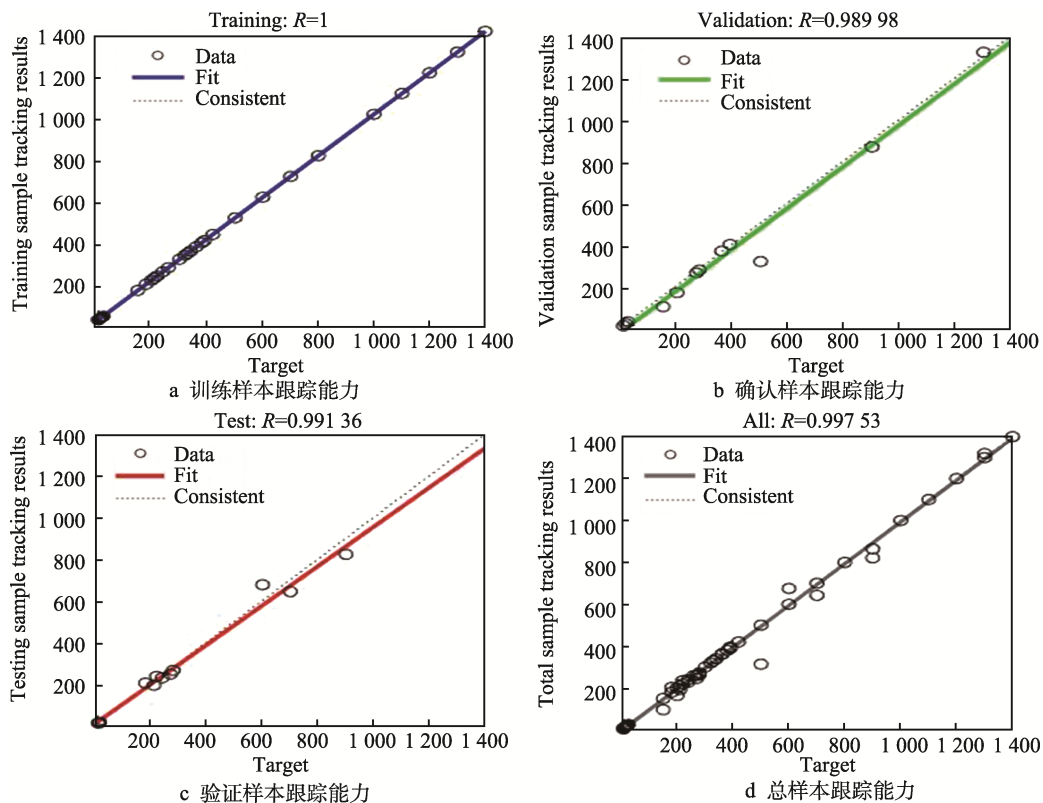 Training: R=1
1 400
1 200
1 000
800
600
400
200
Training sample tracking results
Data
Fit
Consistent
200 400 600 800 1 000 1 200 1 400
Target
a 训练样本跟踪能力
Validation: R=0.989 98
1 400
1 200
1 000
800
600
400
200
Validation sample tracking results
Data
Fit
Consistent
200 400 600 800 1 000 1 200 1 400
Target
b 确认样本跟踪能力
Test: R=0.991 36
1 400
1 200
1 000
800
600
400
200
Testing sample tracking results
Data
Fit
Consistent
200 400 600 800 1 000 1 200 1 400
Target
c 验证样本跟踪能力
All: R=0.997 53
1 400
1 200
1 000
800
600
400
200
Total sample tracking results
Data
Fit
Consistent
200 400 600 800 1 000 1 200 1 400
Target
d 总样本跟踪能力